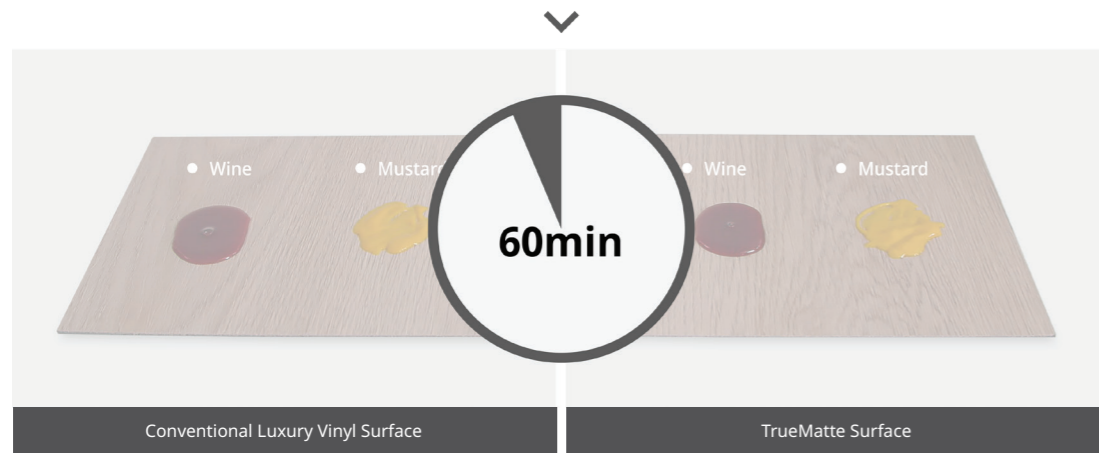 Wine
Mustard
60min
Wine
Mustard
Conventional Luxury Vinyl Surface
TrueMatte Surface